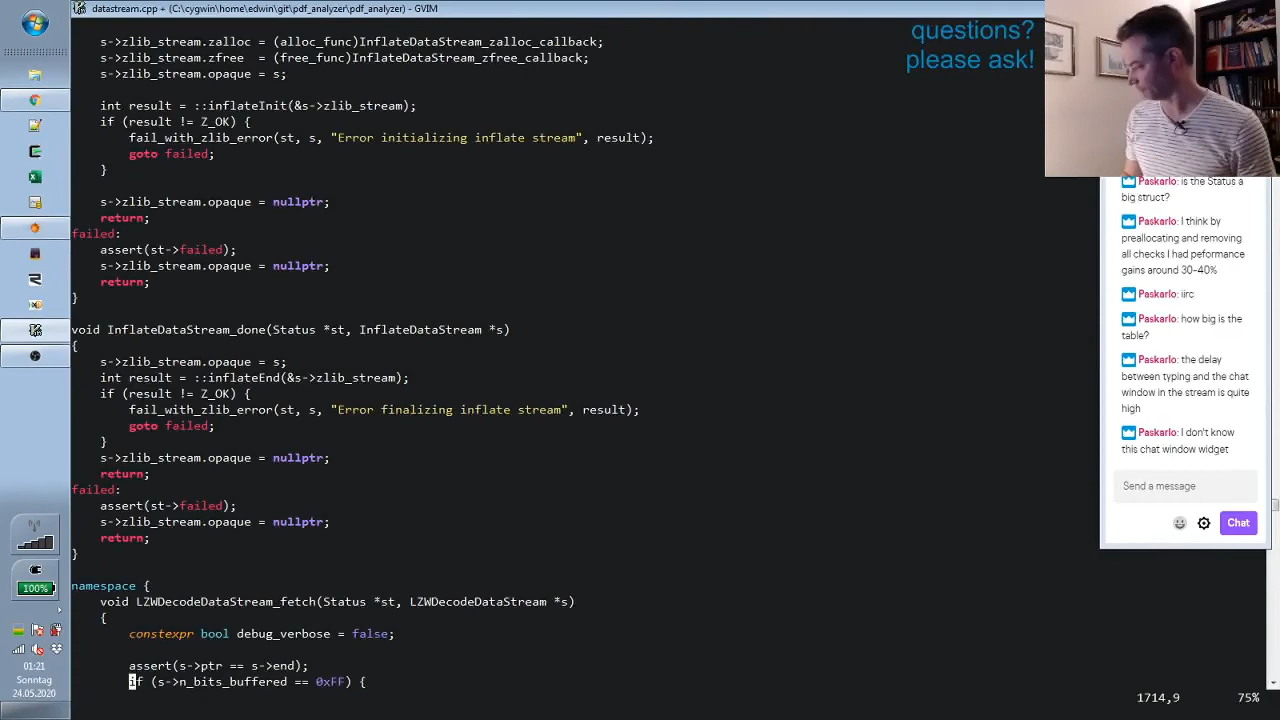 datastream.cpp + (C:\cygwin\home\edwin\git\pdf_analyzer\pdf_analyzer) - GVIM
s->zlib_stream.zalloc = (alloc_func)InflateDataStream_zalloc_callback;
s->zlib_stream.zfree  = (free_func)InflateDataStream_zfree_callback;
s->zlib_stream.opaque = s;
int result = ::inflateInit(&s->zlib_stream);
if (result != Z_OK) {
fail_with_zlib_error(st, s, "Error initializing inflate stream", result);
goto failed;
}
s->zlib_stream.opaque = nullptr;
return;
failed:
assert(st->failed);
s->zlib_stream.opaque = nullptr;
return;
}
void InflateDataStream_done(Status *st, InflateDataStream *s)
{
s->zlib_stream.opaque = s;
int result = ::inflateEnd(&s->zlib_stream);
if (result != Z_OK) {
fail_with_zlib_error(st, s, "Error finalizing inflate stream", result);
goto failed;
}
s->zlib_stream.opaque = nullptr;
return;
failed:
assert(st->failed);
s->zlib_stream.opaque = nullptr;
return;
}
namespace {
void LZWDecodeDataStream_fetch(Status *st, LZWDecodeDataStream *s)
{
constexpr bool debug_verbose = false;
assert(s->ptr == s->end);
if (s->n_bits_buffered == 0xFF) {
1714,9 75%
questions?
please ask!
Paskarlo: is the Status a
big struct?
Paskarlo: I think by
preallocating and removing
all checks I had peformance
gains around 30-40%
Paskarlo: iirc
Paskarlo: how big is the
table?
Paskarlo: the delay
between typing and the chat
window in the stream is quite
high
Paskarlo: I don't know
this chat window widget
Send a message
Chat
100%
01:21
Sonntag
24.05.2020